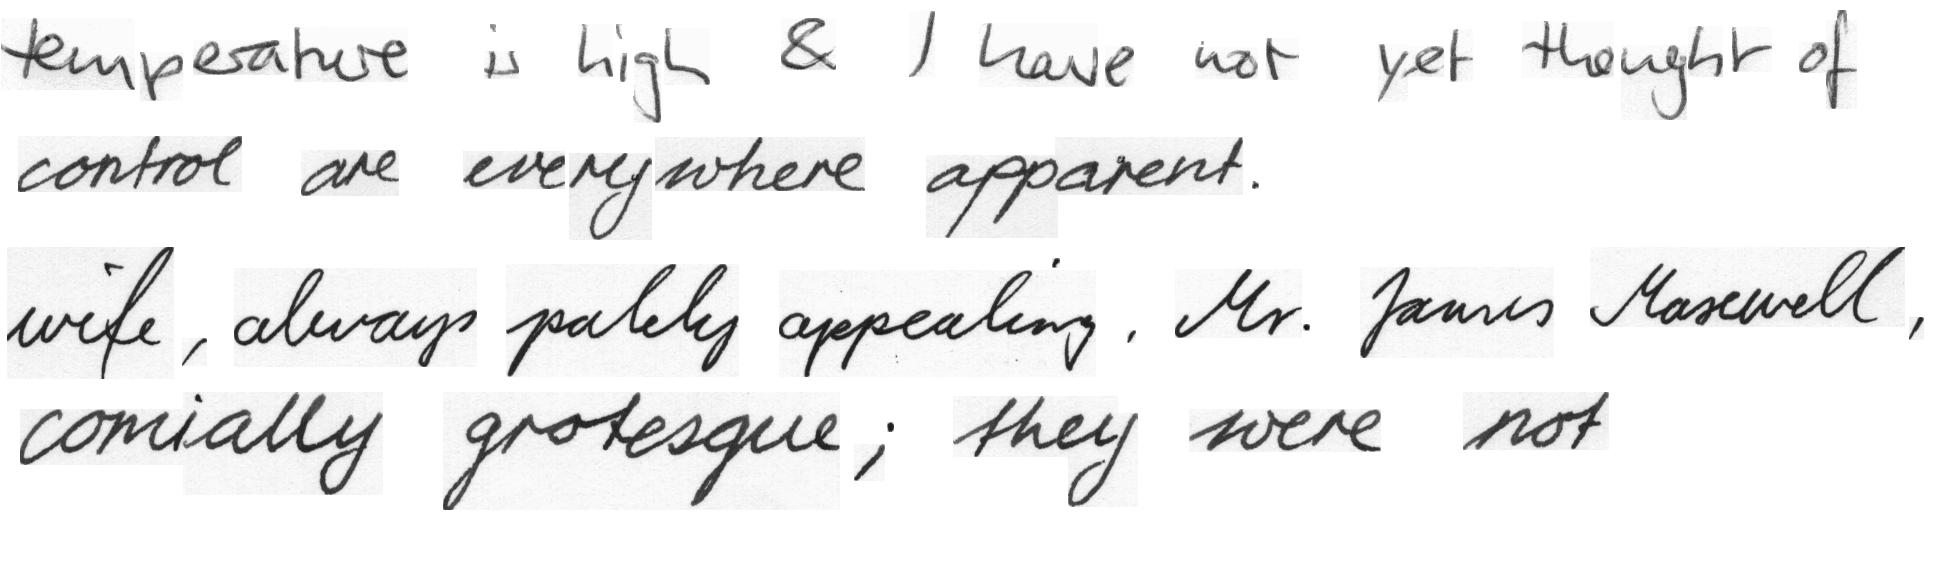 temperature is high & I have not yet thought of
control are everywhere apparent.
wife, always palely appealing. Mr. James Maxwell,
comially grotesque; they were not